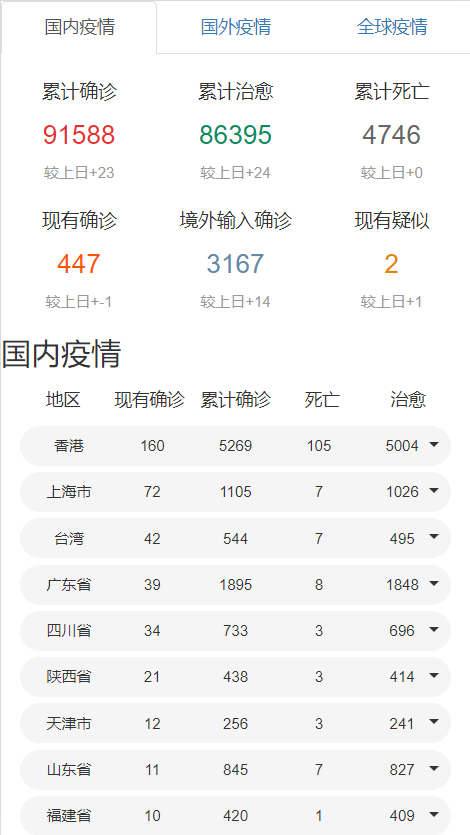 国内疫情 国外疫情 全球疫情
累计确诊 累计治愈 累计死亡
91588 86395 4746
较上日+23 较上日+24 较上日+0
现有确诊 境外输入确诊 现有疑似
447 3167 2
较上日+-1 较上日+14 较上日+1
国内疫情
地区 现有确诊 累计确诊 死亡 治愈
香港 160 5269 105 5004
上海市 72 1105 7 1026
台湾 42 544 7 495
广东省 39 1895 8 1848
四川省 34 733 3 696
陕西省 21 438 3 414
天津市 12 256 3 241
山东省 11 845 7 827
福建省 10 420 1 409